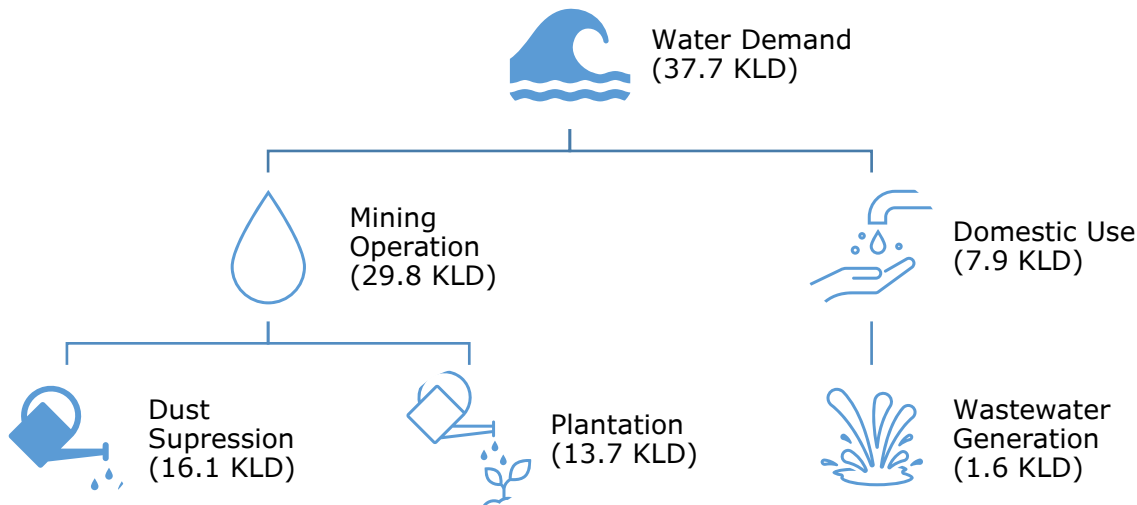 Water Demand
(37.7 KLD)
Mining
Operation
(29.8 KLD)
Domestic Use
(7.9 KLD)
Dust
Supression
(16.1 KLD)
Plantation
(13.7 KLD)
Wastewater
Generation
(1.6 KLD)